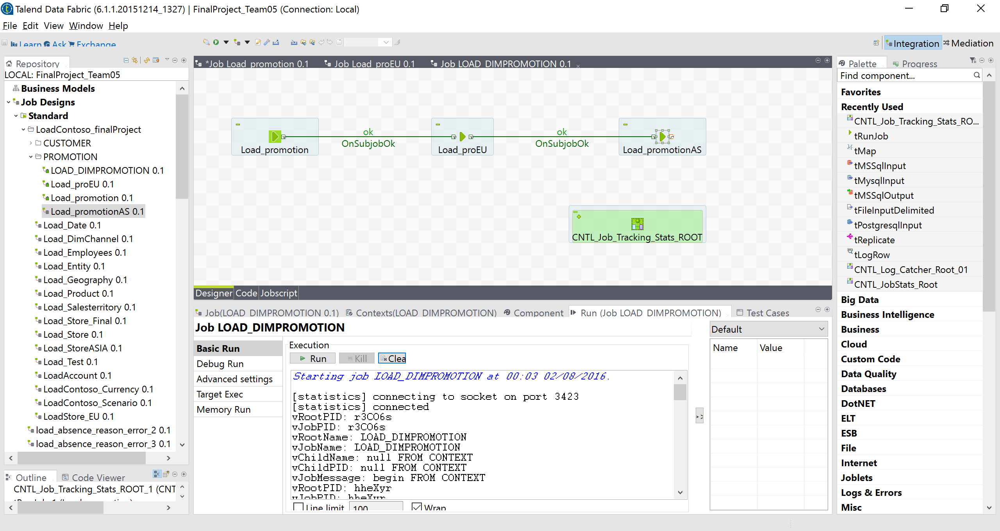 Talend Data Fabric (6.1.1.20151214_1327) | FinalProject_Team05 (Connection: Local)
File Edit View Window Help
Learn Ask Exchange
Integration Mediation
Repository
LOCAL: FinalProject_Team05
Business Models
Job Designs
Standard
LoadContoso_finalProject
CUSTOMER
PROMOTION
LOAD_DIMPROMOTION 0.1
Load_proEU 0.1
Load_promotion 0.1
Load_promotionAS 0.1
Load_Date 0.1
Load_DimChannel 0.1
Load_Employees 0.1
Load_Entity 0.1
Load_Geography 0.1
Load_Product 0.1
Load_Salesterritory 0.1
Load_Store_Final 0.1
Load_Store 0.1
Load_StoreASIA 0.1
Load_Test 0.1
LoadAccount 0.1
LoadContoso_Currency 0.1
LoadContoso_Scenario 0.1
LoadStore_EU 0.1
load_absence_reason_error_2 0.1
load_absence_reason_error_3 0.1
Outline Code Viewer
CNTL_Job_Tracking_Stats_ROOT_1 (CNT
*Job Load_promotion 0.1 Job Load_proEU 0.1 Job LOAD_DIMPROMOTION 0.1
ok ok
OnSubjobOk OnSubjobOk
Load_promotion Load_proEU Load_promotionAS
CNTL_Job_Tracking_Stats_ROOT
Designer Code Jobscript
Job(LOAD_DIMPROMOTION 0.1) Contexts(LOAD_DIMPROMOTION) Component Run (Job LOAD_DIMPROMOTION) Test Cases
Job LOAD_DIMPROMOTION
Basic Run
Debug Run
Advanced settings
Target Exec
Memory Run
Execution
Run Kill Clea
Starting job LOAD_DIMPROMOTION at 00:03 02/08/2016.
[statistics] connecting to socket on port 3423
[statistics] connected
vRootPID: r3CO6s
vJobPID: r3CO6s
vRootName: LOAD_DIMPROMOTION
vJobName: LOAD_DIMPROMOTION
vChildName: null FROM CONTEXT
vChildPID: null FROM CONTEXT
vJobMessage: begin FROM CONTEXT
vRootPID: hheXyr
vJobPID: hheXyr
Line limit 100 Wrap
Default
Name Value
Palette Progress
Find component...
Favorites
Recently Used
CNTL_Job_Tracking_Stats_RO...
tRunJob
tMap
tMSSqlInput
tMysqlInput
tMSSqlOutput
tFileInputDelimited
tPostgresqlInput
tReplicate
tLogRow
CNTL_Log_Catcher_Root_01
CNTL_JobStats_Root
Big Data
Business Intelligence
Business
Cloud
Custom Code
Data Quality
Databases
DotNET
ELT
ESB
File
Internet
Joblets
Logs & Errors
Misc